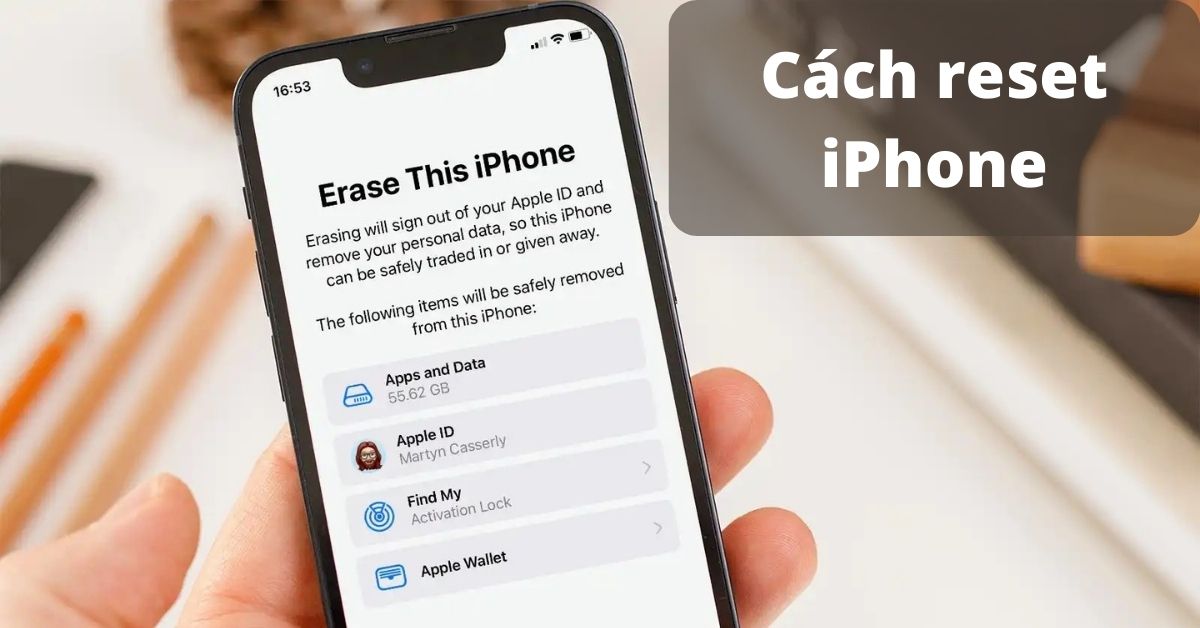 Cách reset
iPhone
16:53
Erase This iPhone
Erasing will sign out of your Apple ID and
remove your personal data, so this iPhone
can be safely traded in or given away.
The following items will be safely removed
from this iPhone:
Apps and Data
55.62 GB
Apple ID
Martyn Casserly
Find My
Activation Lock
Apple Wallet